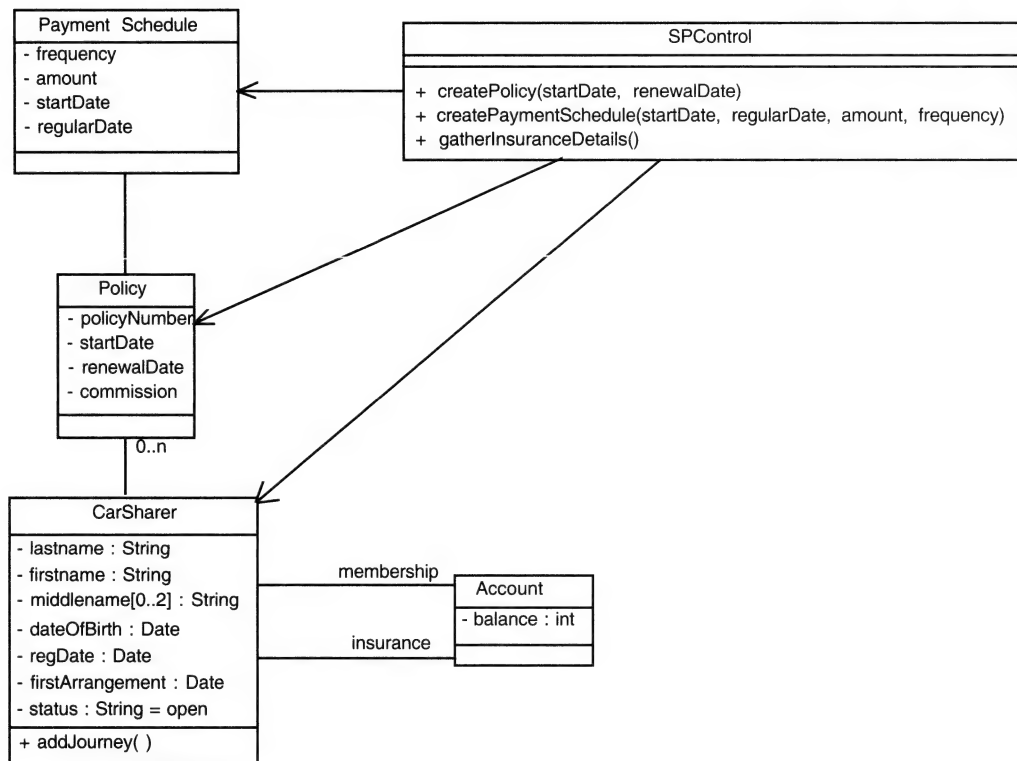 Payment Schedule
- frequency
- amount
- startDate
- regularDate
SPControl
+ createPolicy(startDate, renewalDate)
+ createPaymentSchedule(startDate, regularDate, amount, frequency)
+ gatherInsuranceDetails()
Policy
- policyNumber
- startDate
- renewalDate
- commission
0..n
CarSharer
- lastname : String
- firstname : String
- middlename[0..2] : String
- dateOfBirth : Date
- regDate : Date
- firstArrangement : Date
- status : String = open
+ addJourney( )
membership
insurance
Account
- balance : int